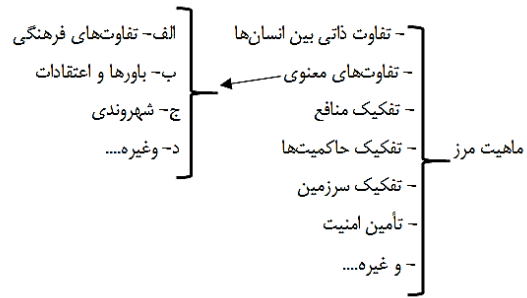 ماهیت مرز
- تفاوت ذاتی بین انسان‌ها
- تفاوت‌های معنوی
- تفکیک منافع
- تفکیک حاکمیت‌ها
- تفکیک سرزمین
- تأمین امنیت
- و غیره....
الف- تفاوت‌های فرهنگی
ب- باورها و اعتقادات
ج- شهروندی
د- وغیره....